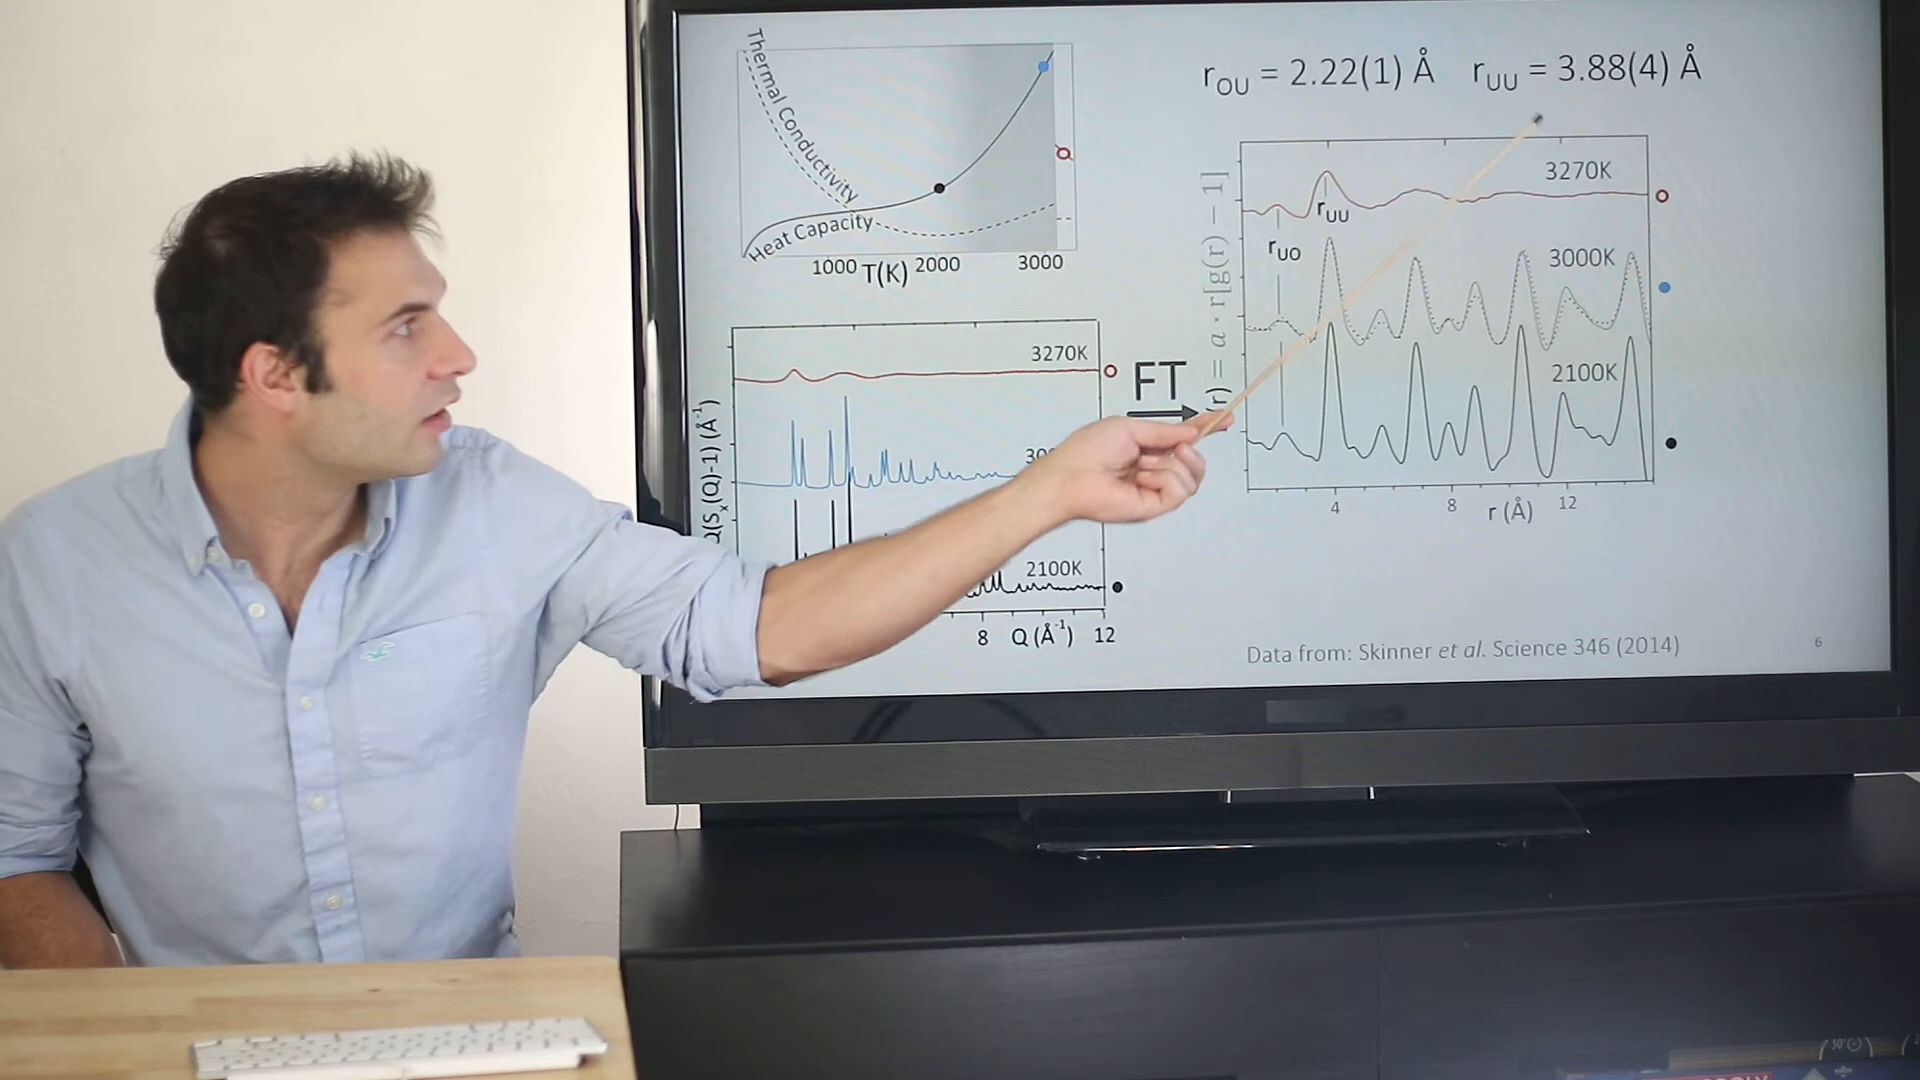 Thermal Conductivity
Heat Capacity
1000 T(K) 2000 3000
r_OU = 2.22(1) Å r_UU = 3.88(4) Å
3270K
3000K
2100K
r_UU
r_UO
(r) = a · r[g(r) − 1]
4 8 r (Å) 12
FT
3270K
2100K
(S_x(Q)-1) (Å⁻¹)
8 Q (Å⁻¹) 12
Data from: Skinner et al. Science 346 (2014)
6